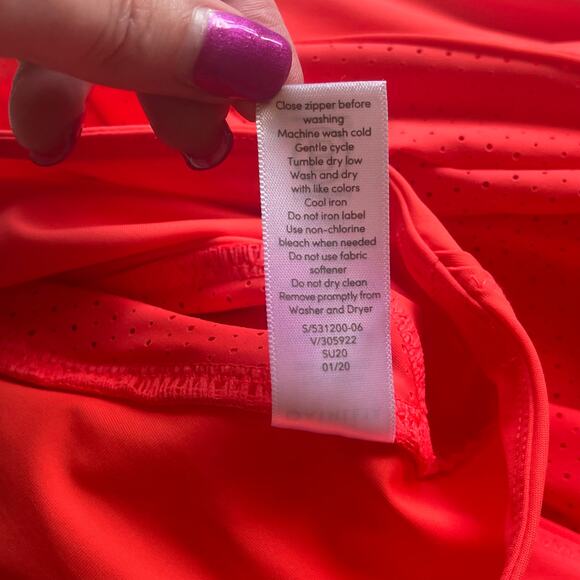 Close zipper before
washing
Machine wash cold
Gentle cycle
Tumble dry low
Wash and dry
with like colors
Cool iron
Do not iron label
Use non-chlorine
bleach when needed
Do not use fabric
softener
Do not dry clean
Remove promptly from
Washer and Dryer
S/531200-06
V/305922
SU20
01/20